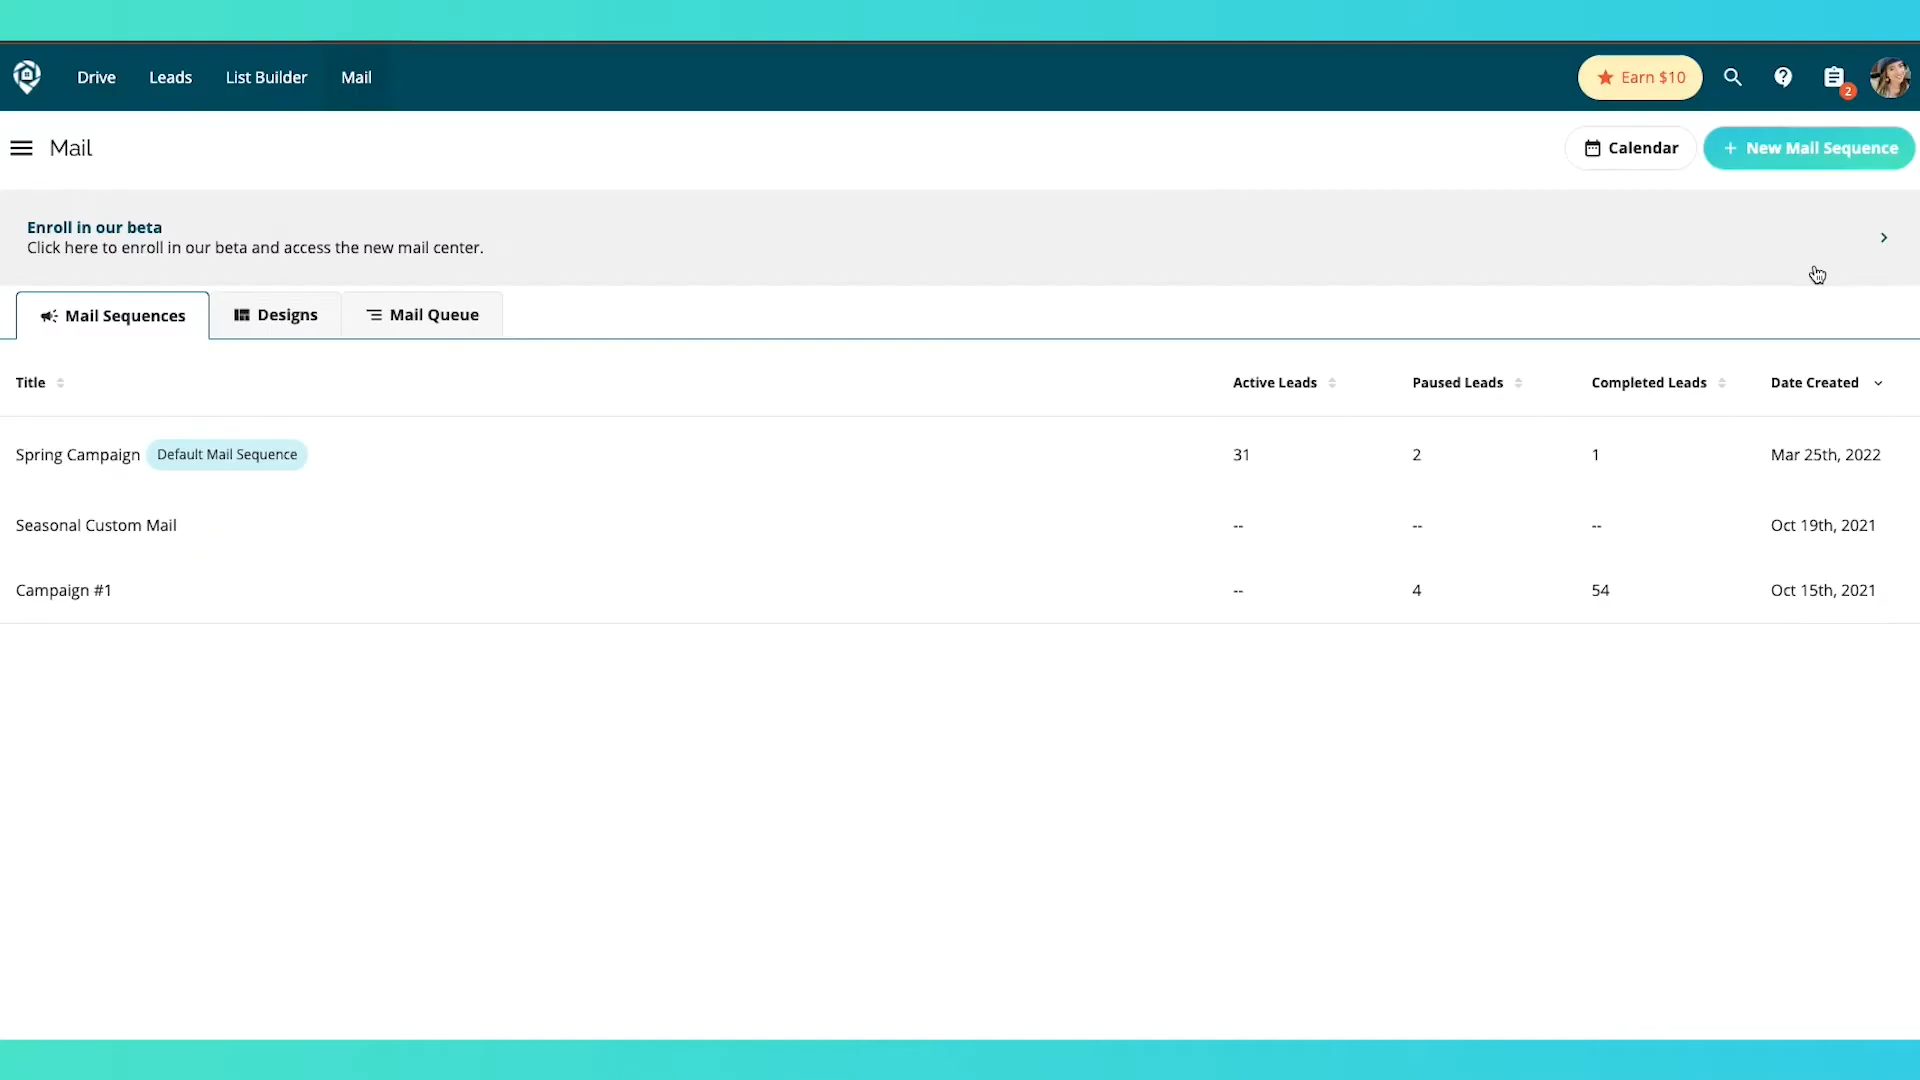 Drive Leads List Builder Mail Earn $10 2
Mail Calendar + New Mail Sequence
Enroll in our beta
Click here to enroll in our beta and access the new mail center.
Mail Sequences Designs Mail Queue
Title Active Leads Paused Leads Completed Leads Date Created
Spring Campaign Default Mail Sequence 31 2 1 Mar 25th, 2022
Seasonal Custom Mail -- -- -- Oct 19th, 2021
Campaign #1 -- 4 54 Oct 15th, 2021